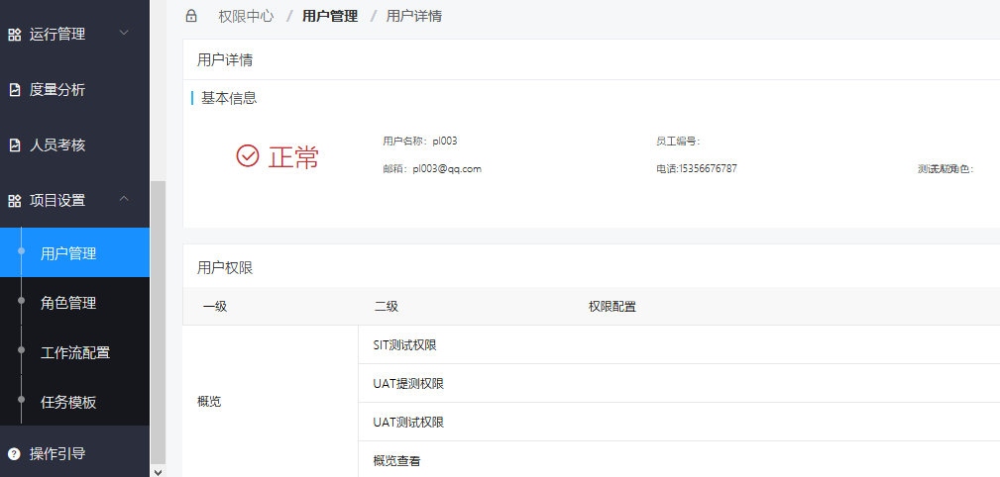 运行管理
度量分析
人员考核
项目设置
用户管理
角色管理
工作流配置
任务模板
操作引导
权限中心 / 用户管理 / 用户详情
用户详情
基本信息
正常
用户名称: pl003
员工编号:
邮箱: pl003@qq.com
电话:15356676787
角色:
用户权限
一级 二级 权限配置
概览
SIT测试权限
UAT提测权限
UAT测试权限
概览查看